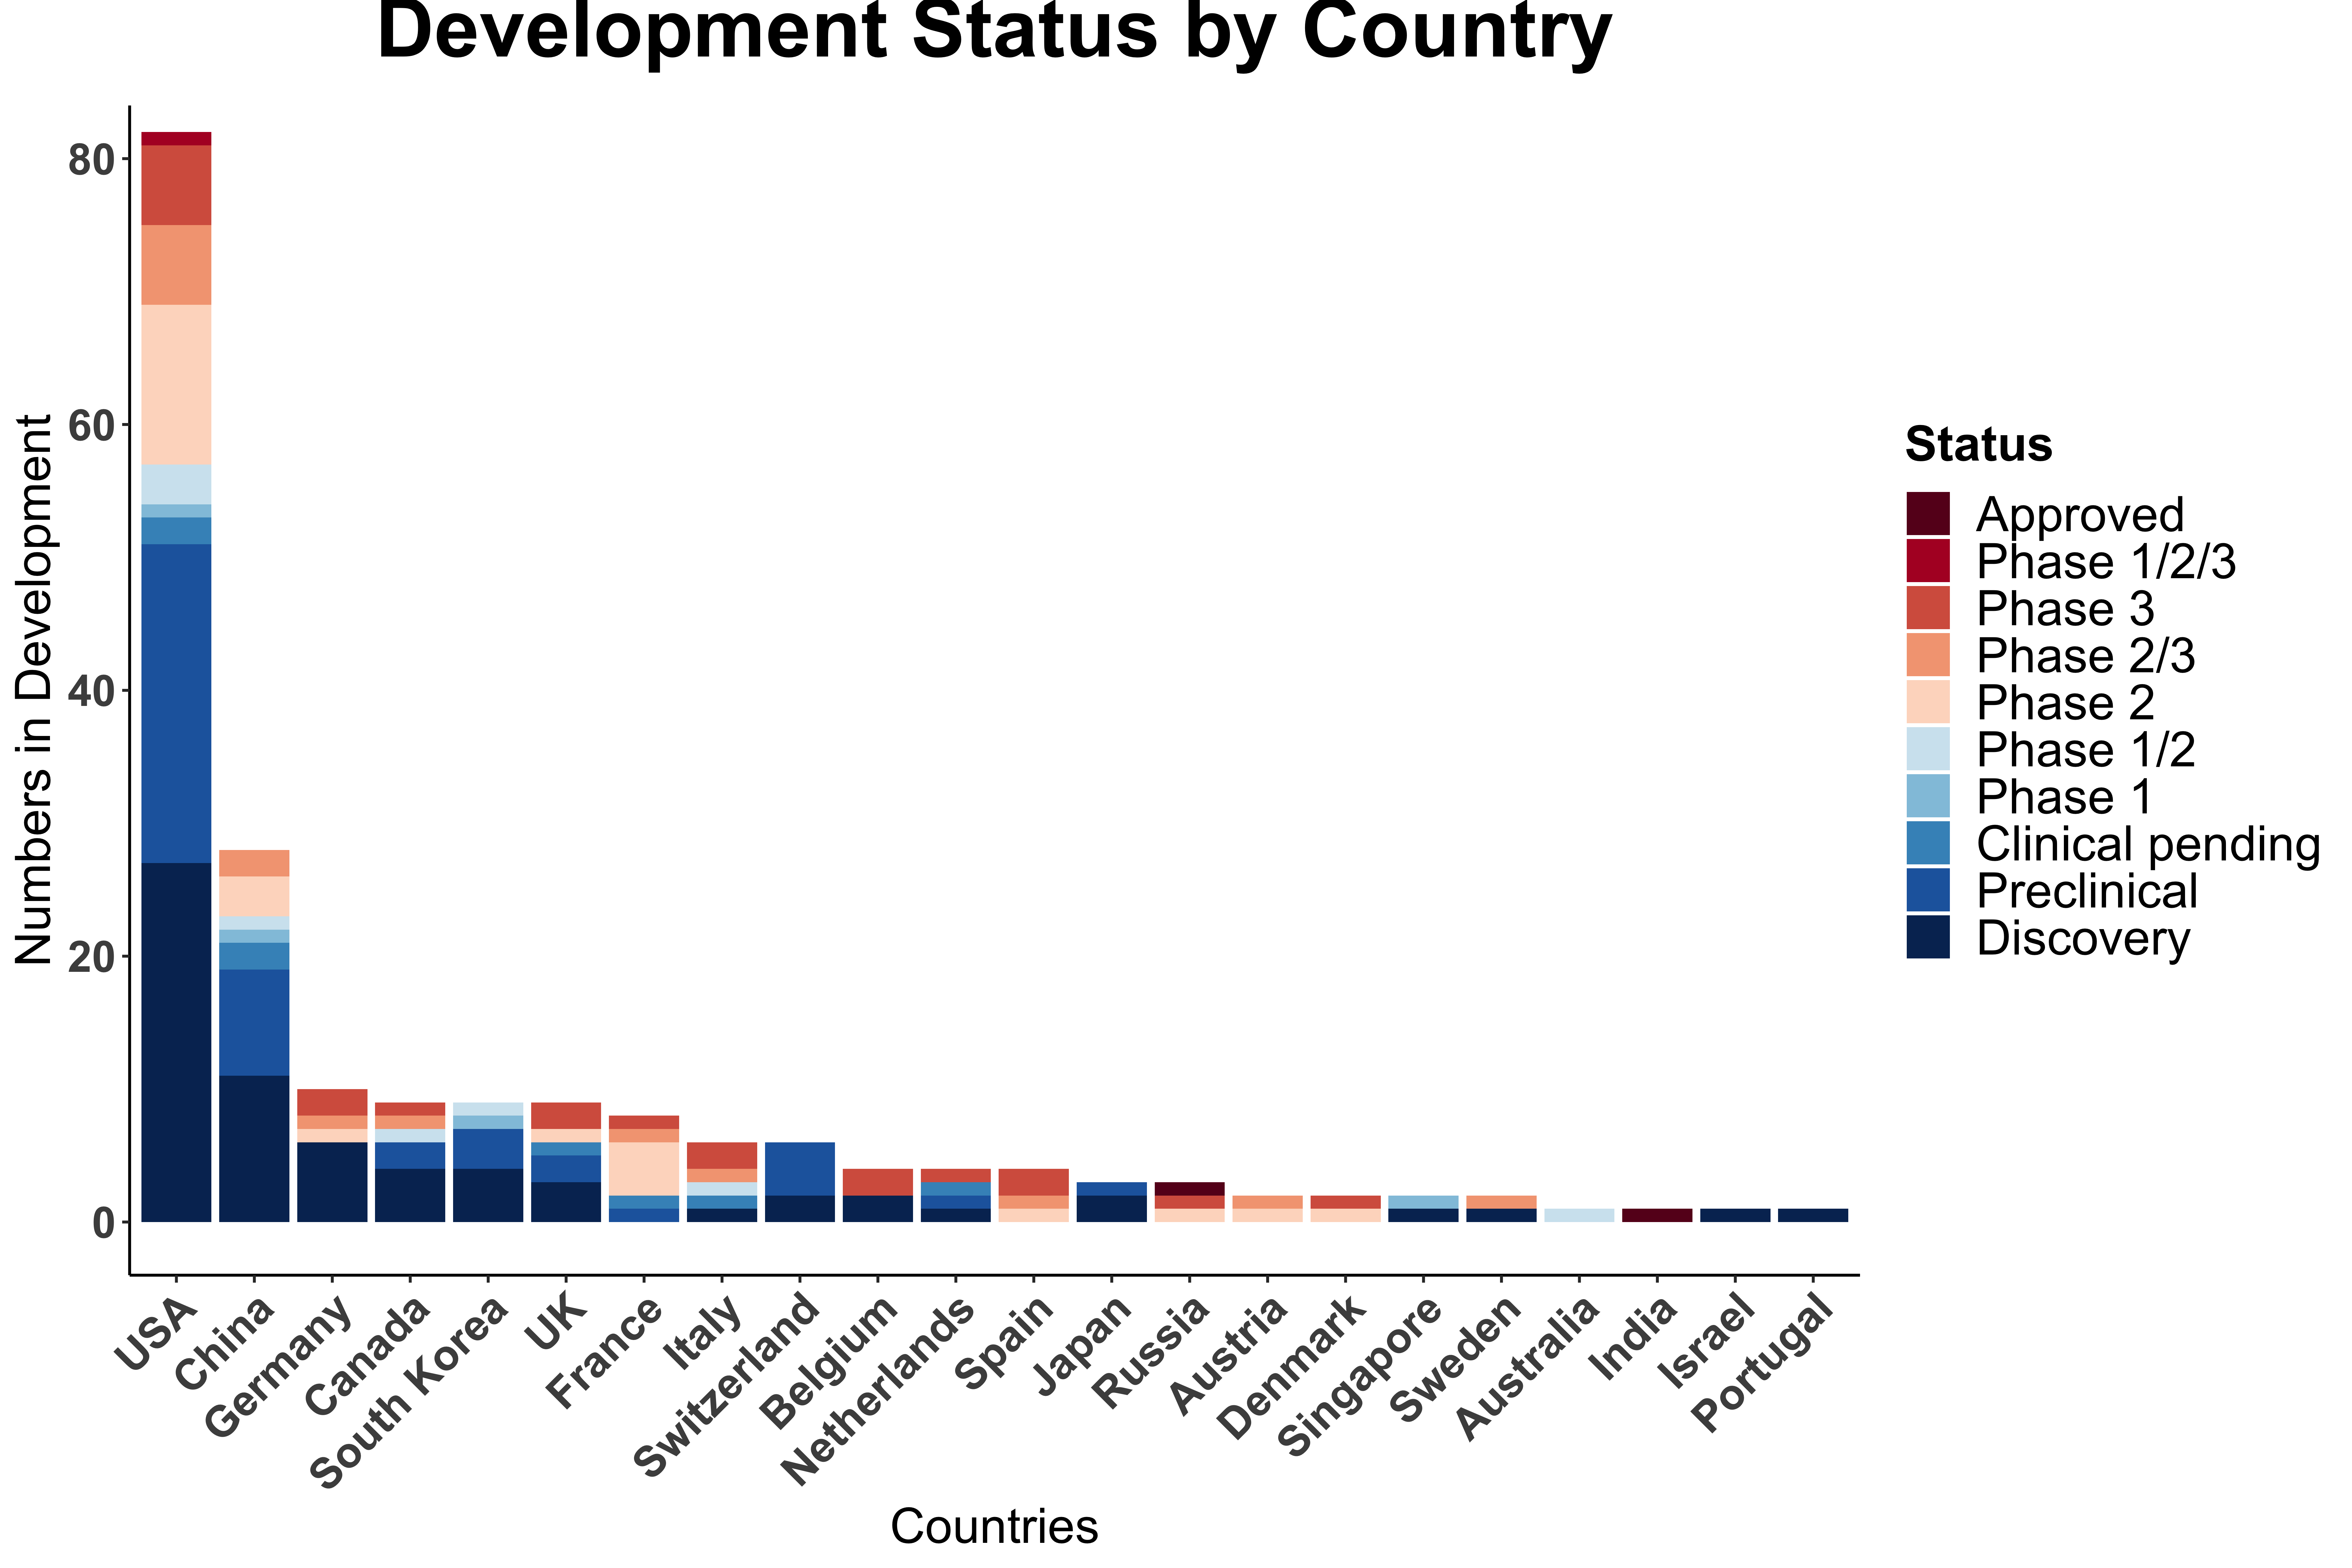 Development Status by Country
Numbers in Development
80
60
40
20
0
USA
China
Germany
Canada
South Korea
UK
France
Italy
Switzerland
Belgium
Netherlands
Spain
Japan
Russia
Austria
Denmark
Singapore
Sweden
Australia
India
Israel
Portugal
Countries
Status
Approved
Phase 1/2/3
Phase 3
Phase 2/3
Phase 2
Phase 1/2
Phase 1
Clinical pending
Preclinical
Discovery